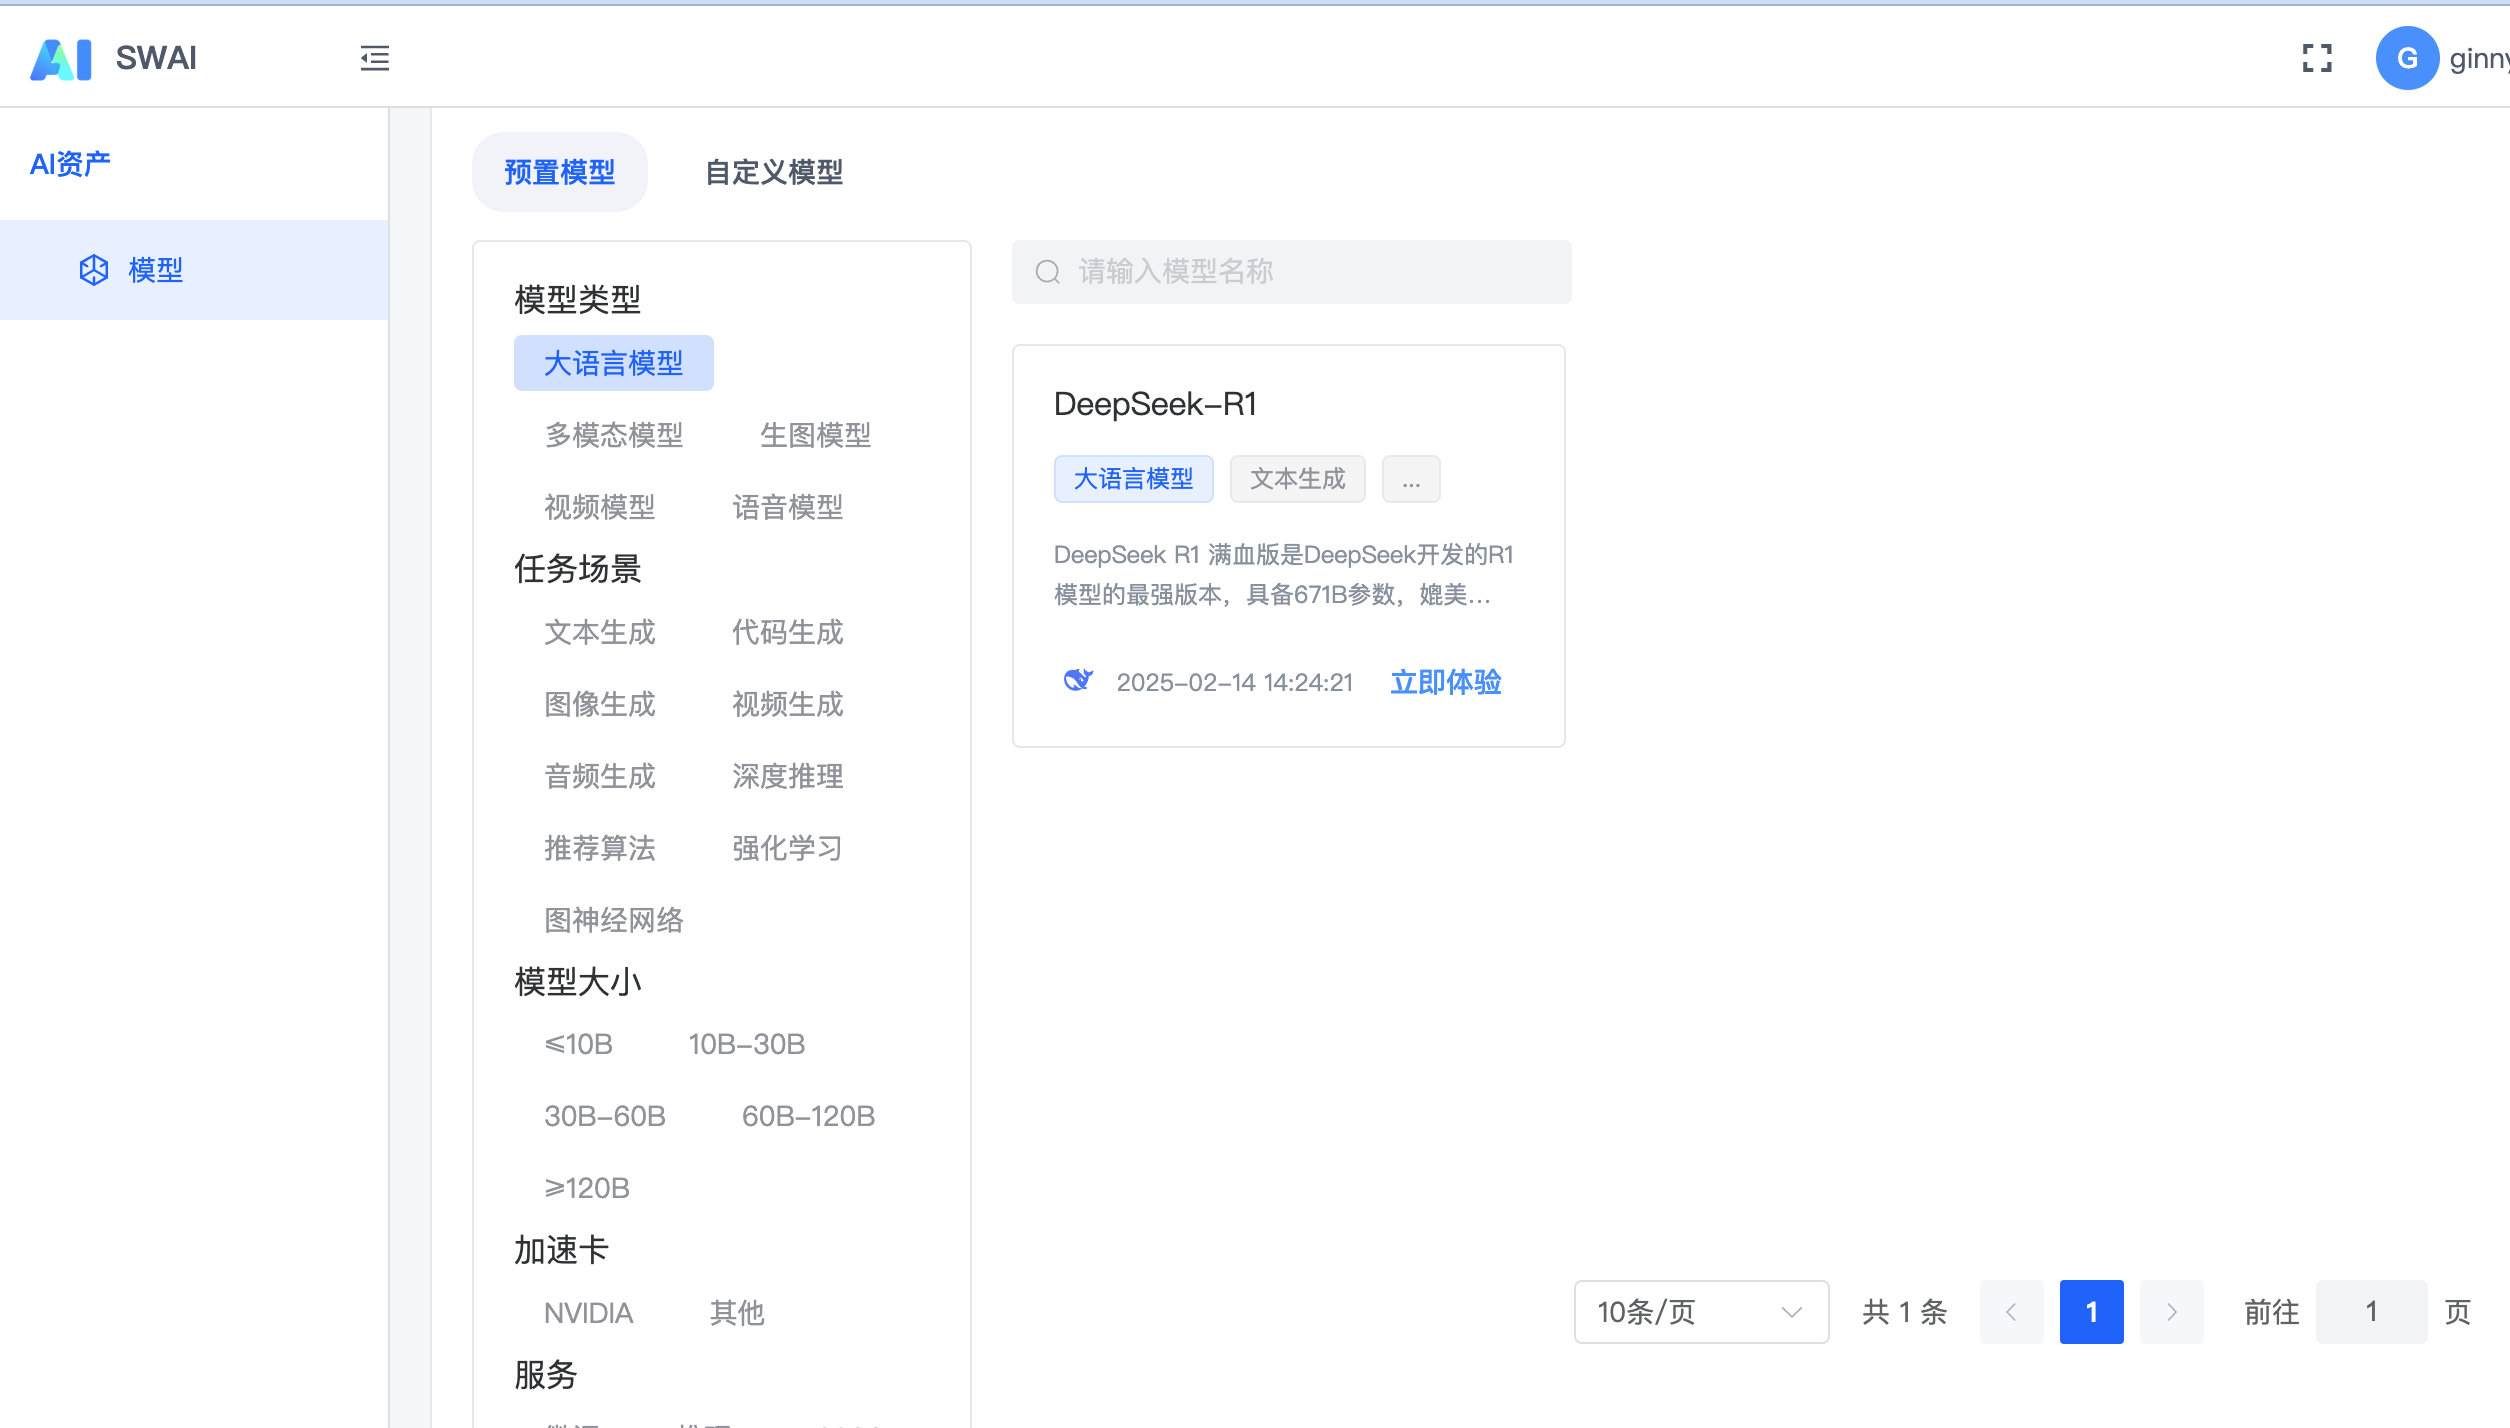 AI SWAI
G ginny
AI资产
模型
预置模型 自定义模型
模型类型
大语言模型
多模态模型 生图模型
视频模型 语音模型
任务场景
文本生成 代码生成
图像生成 视频生成
音频生成 深度推理
推荐算法 强化学习
图神经网络
模型大小
≤10B 10B-30B
30B-60B 60B-120B
≥120B
加速卡
NVIDIA 其他
服务
请输入模型名称
DeepSeek-R1
大语言模型 文本生成 ...
DeepSeek R1 满血版是DeepSeek开发的R1
模型的最强版本，具备671B参数，媲美...
2025-02-14 14:24:21 立即体验
10条/页 共 1 条 1 前往 1 页